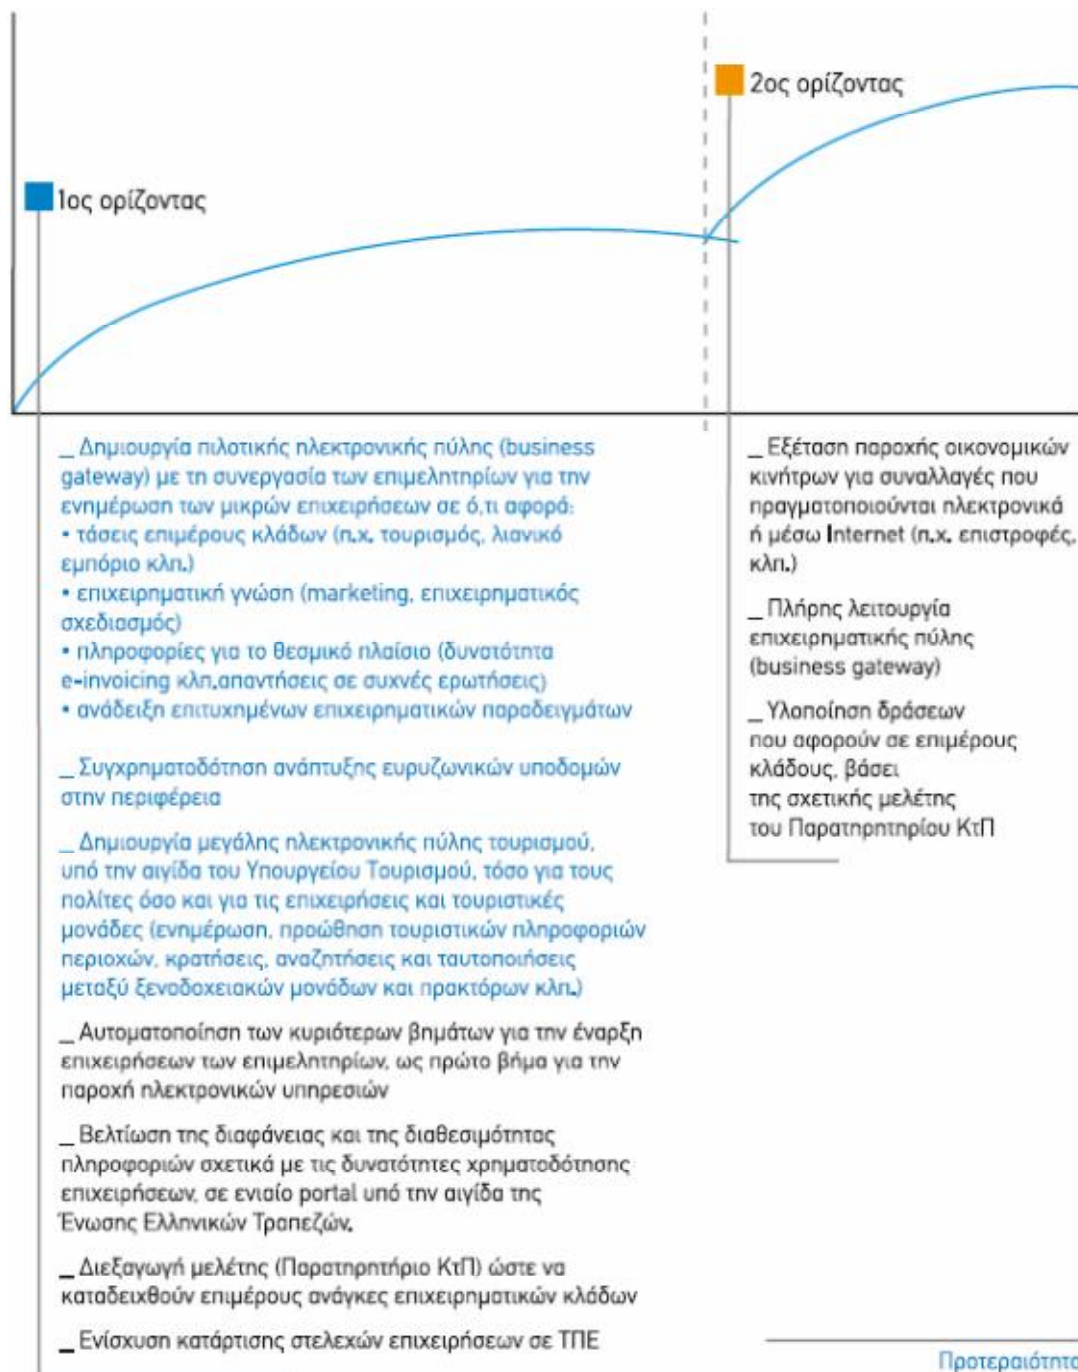 2ος ορίζοντας
1ος ορίζοντας
_ Δημιουργία πιλοτικής ηλεκτρονικής πύλης (business
gateway) με τη συνεργασία των επιμελητηρίων για την
ενημέρωση των μικρών επιχειρήσεων σε ό,τι αφορά:
• τάσεις επιμέρους κλάδων (π.χ. τουρισμός, λιανικό
εμπόριο κλπ.)
• επιχειρηματική γνώση (marketing, επιχειρηματικός
σχεδιασμός)
• πληροφορίες για το θεσμικό πλαίσιο (δυνατότητα
e-invoicing κλπ.απαντήσεις σε συχνές ερωτήσεις)
• ανάδειξη επιτυχημένων επιχειρηματικών παραδειγμάτων
_ Συγχρηματοδότηση ανάπτυξης ευρυζωνικών υποδομών
στην περιφέρεια
_ Δημιουργία μεγάλης ηλεκτρονικής πύλης τουρισμού,
υπό την αιγίδα του Υπουργείου Τουρισμού, τόσο για τους
πολίτες όσο και για τις επιχειρήσεις και τουριστικές
μονάδες (ενημέρωση, προώθηση τουριστικών πληροφοριών
περιοχών, κρατήσεις, αναζητήσεις και ταυτοποιήσεις
μεταξύ ξενοδοχειακών μονάδων και πρακτόρων κλπ.)
_ Αυτοματοποίηση των κυριότερων βημάτων για την έναρξη
επιχειρήσεων των επιμελητηρίων, ως πρώτο βήμα για την
παροχή ηλεκτρονικών υπηρεσιών
_ Βελτίωση της διαφάνειας και της διαθεσιμότητας
πληροφοριών σχετικά με τις δυνατότητες χρηματοδότησης
επιχειρήσεων, σε ενιαίο portal υπό την αιγίδα της
Ένωσης Ελληνικών Τραπεζών.
_ Διεξαγωγή μελέτης (Παρατηρητήριο ΚτΠ) ώστε να
καταδειχθούν επιμέρους ανάγκες επιχειρηματικών κλάδων
_ Ενίσχυση κατάρτισης στελεχών επιχειρήσεων σε ΤΠΕ
_ Εξέταση παροχής οικονομικών
κινήτρων για συναλλαγές που
πραγματοποιούνται ηλεκτρονικά
ή μέσω Internet (π.χ. επιστροφές,
κλπ.)
_ Πλήρης λειτουργία
επιχειρηματικής πύλης
(business gateway)
_ Υλοποίηση δράσεων
που αφορούν σε επιμέρους
κλάδους, βάσει
της σχετικής μελέτης
του Παρατηρητηρίου ΚτΠ
Προτεραιότητα